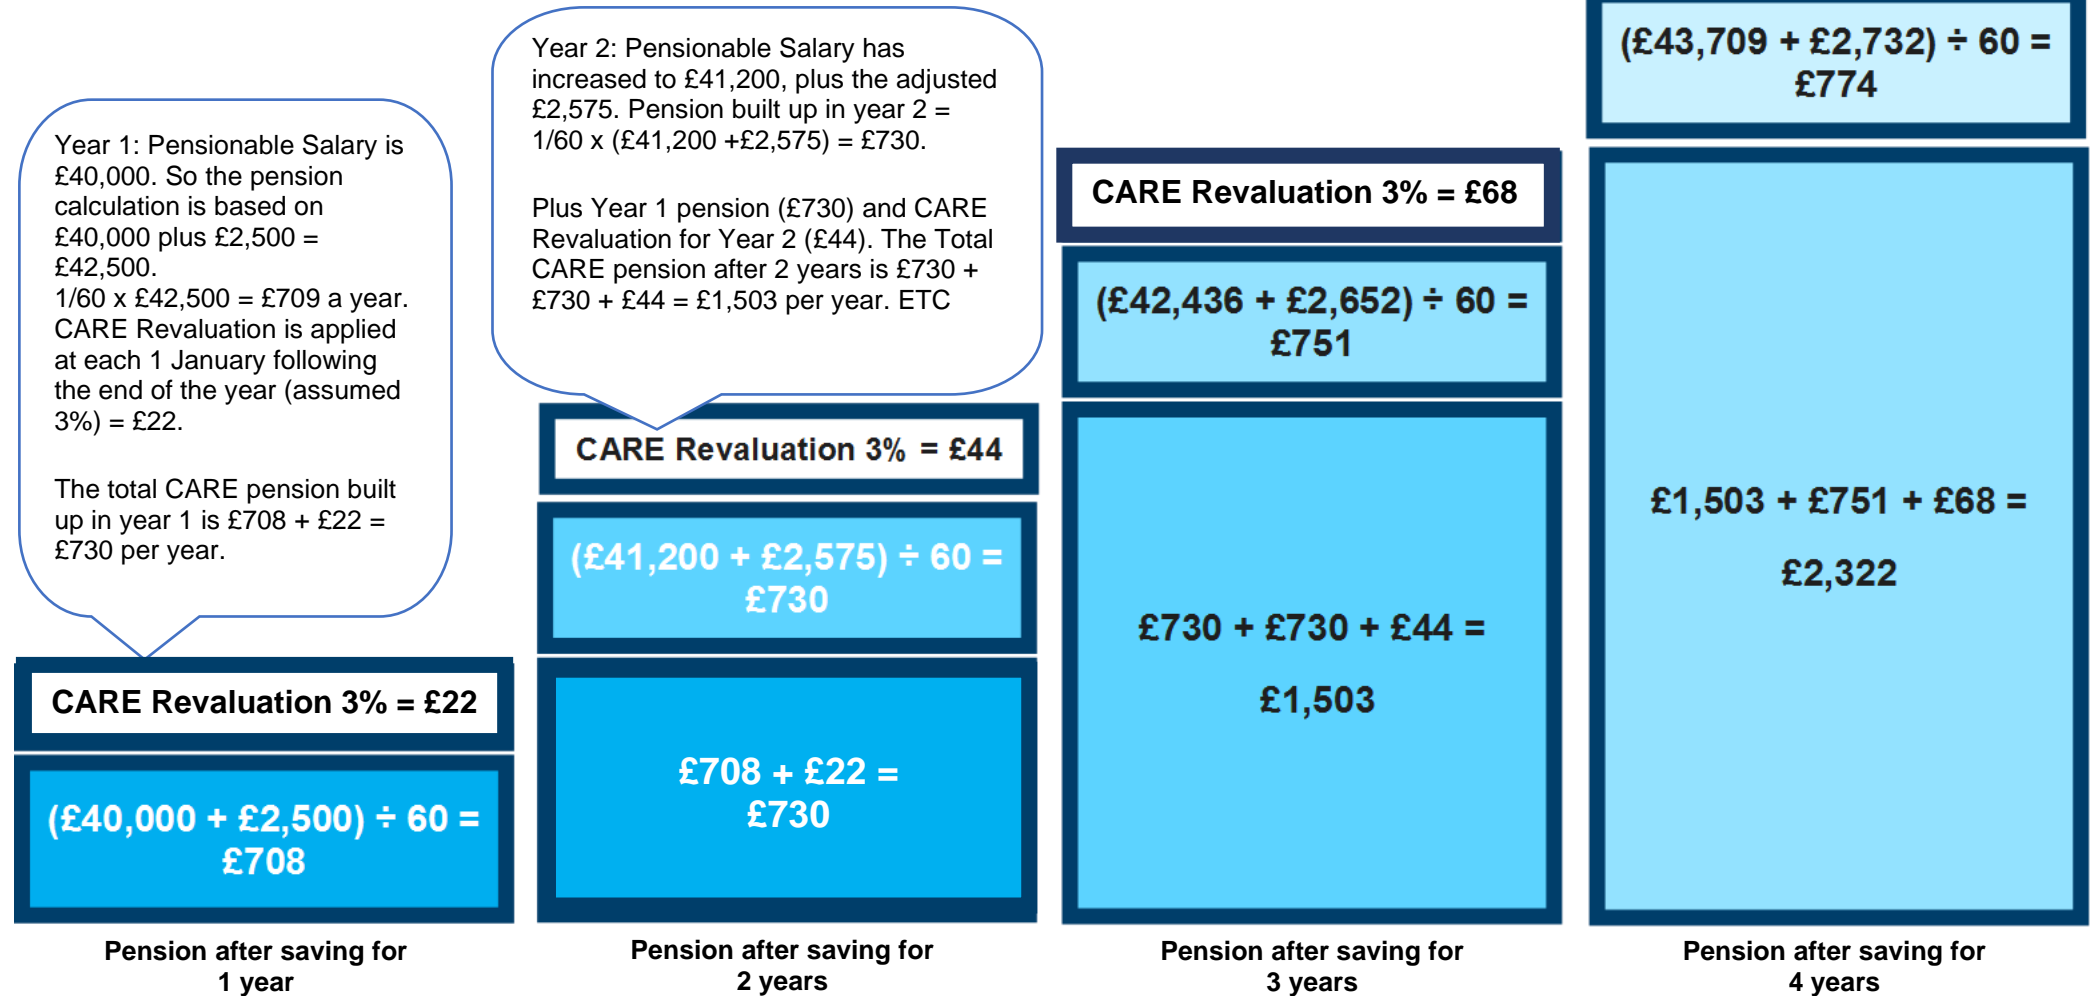 Year 1: Pensionable Salary is
£40,000. So the pension
calculation is based on
£40,000 plus £2,500 =
£42,500.
1/60 x £42,500 = £709 a year.
CARE Revaluation is applied
at each 1 January following
the end of the year (assumed
3%) = £22.
The total CARE pension built
up in year 1 is £708 + £22 =
£730 per year.
CARE Revaluation 3% = £22
(£40,000 + £2,500) ÷ 60 =
£708
Pension after saving for
1 year
Year 2: Pensionable Salary has
increased to £41,200, plus the adjusted
£2,575. Pension built up in year 2 =
1/60 x (£41,200 +£2,575) = £730.
Plus Year 1 pension (£730) and CARE
Revaluation for Year 2 (£44). The Total
CARE pension after 2 years is £730 +
£730 + £44 = £1,503 per year. ETC
CARE Revaluation 3% = £44
(£41,200 + £2,575) ÷ 60 =
£730
£708 + £22 =
£730
Pension after saving for
2 years
CARE Revaluation 3% = £68
(£42,436 + £2,652) ÷ 60 =
£751
£730 + £730 + £44 =
£1,503
Pension after saving for
3 years
(£43,709 + £2,732) ÷ 60 =
£774
£1,503 + £751 + £68 =
£2,322
Pension after saving for
4 years